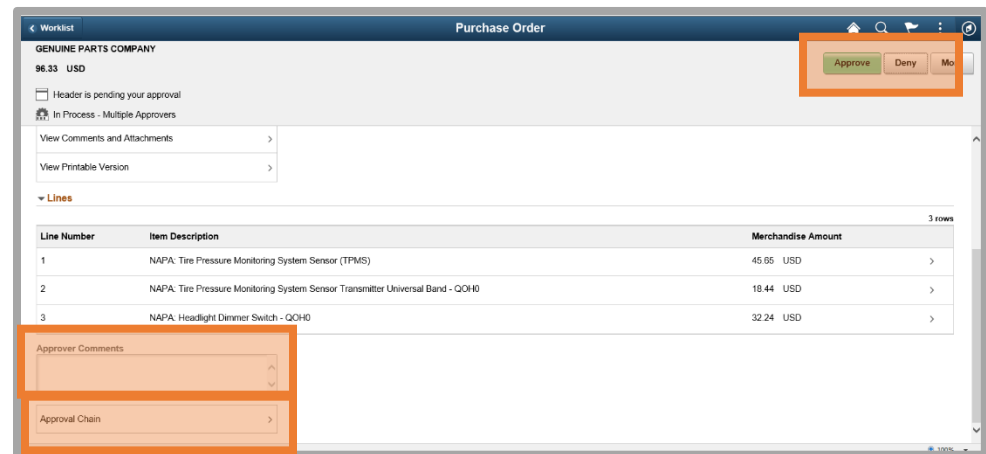 Worklist
Purchase Order
GENUINE PARTS COMPANY
96.33 USD
Approve Deny Mo
Header is pending your approval
In Process - Multiple Approvers
View Comments and Attachments
View Printable Version
Lines
3 rows
Line Number Item Description Merchandise Amount
1 NAPA: Tire Pressure Monitoring System Sensor (TPMS) 45.65 USD
2 NAPA: Tire Pressure Monitoring System Sensor Transmitter Universal Band - QOH0 18.44 USD
3 NAPA: Headlight Dimmer Switch - QOH0 32.24 USD
Approver Comments
Approval Chain
100%